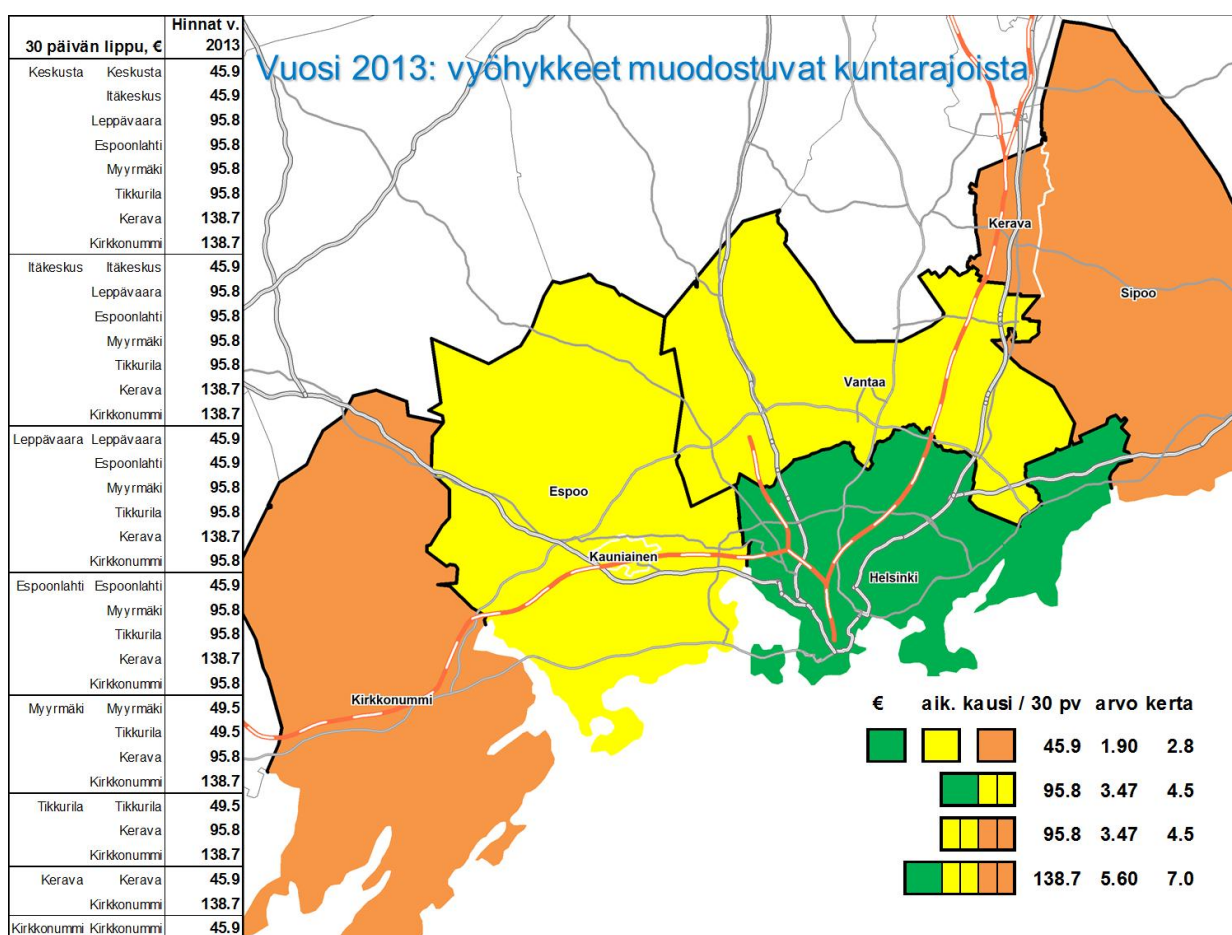 Vuosi 2013: vyöhykkeet muodostuvat kuntarajoista
30 päivän lippu, € Hinnat v. 2013
Keskusta Keskusta 45.9
Itäkeskus 45.9
Leppävaara 95.8
Espoonlahti 95.8
Myyrmäki 95.8
Tikkurila 95.8
Kerava 138.7
Kirkkonummi 138.7
Itäkeskus Itäkeskus 45.9
Leppävaara 95.8
Espoonlahti 95.8
Myyrmäki 95.8
Tikkurila 95.8
Kerava 138.7
Kirkkonummi 138.7
Leppävaara Leppävaara 45.9
Espoonlahti 45.9
Myyrmäki 95.8
Tikkurila 95.8
Kerava 138.7
Kirkkonummi 95.8
Espoonlahti Espoonlahti 45.9
Myyrmäki 95.8
Tikkurila 95.8
Kerava 138.7
Kirkkonummi 95.8
Myyrmäki Myyrmäki 49.5
Tikkurila 49.5
Kerava 95.8
Kirkkonummi 138.7
Tikkurila Tikkurila 49.5
Kerava 95.8
Kirkkonummi 138.7
Kerava Kerava 45.9
Kirkkonummi 138.7
Kirkkonummi Kirkkonummi 45.9
Kerava
Sipoo
Vantaa
Espoo
Kauniainen
Helsinki
Kirkkonummi
€ aik. kausi / 30 pv arvo kerta
45.9 1.90 2.8
95.8 3.47 4.5
95.8 3.47 4.5
138.7 5.60 7.0